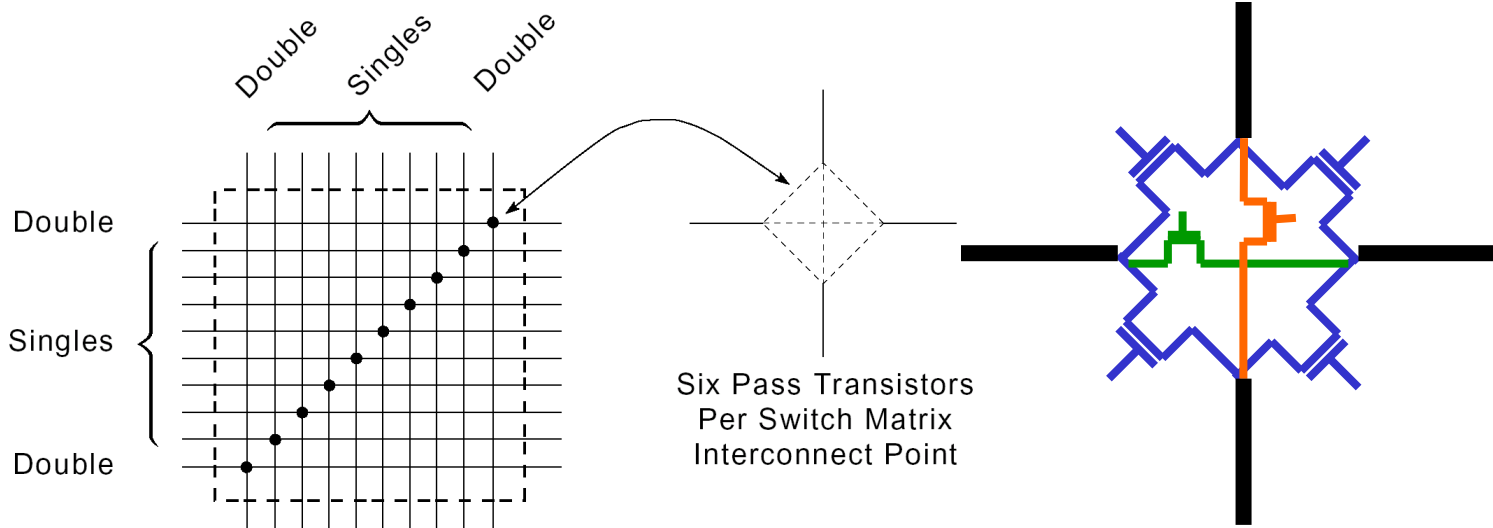 Double
Singles
Double
Double
Singles
Double
Six Pass Transistors
Per Switch Matrix
Interconnect Point